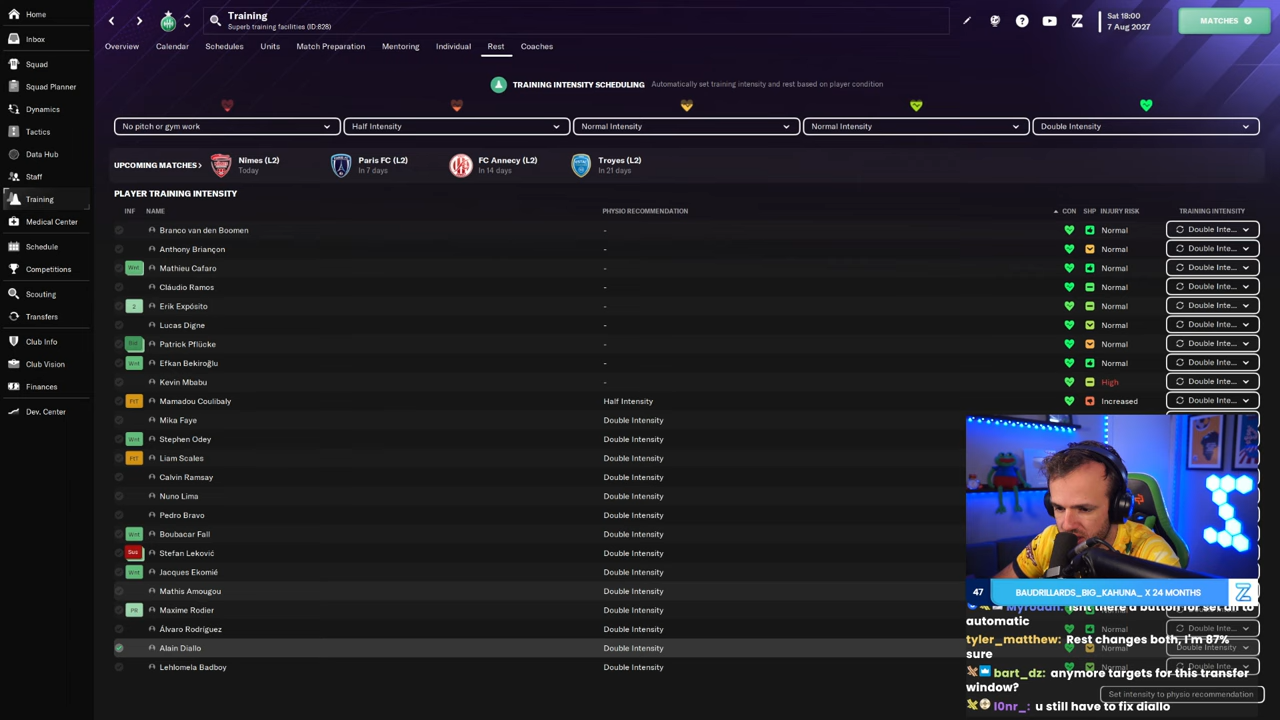 Home
Training
Superb training facilities (ID:828)
Sat 18:00
7 Aug 2027
MATCHES
Inbox
Squad
Squad Planner
Dynamics
Tactics
Data Hub
Staff
Training
Medical Center
Schedule
Competitions
Scouting
Transfers
Club Info
Club Vision
Finances
Dev. Center
Overview Calendar Schedules Units Match Preparation Mentoring Individual Rest Coaches
TRAINING INTENSITY SCHEDULING Automatically set training intensity and rest based on player condition
No pitch or gym work Half Intensity Normal Intensity Normal Intensity Double Intensity
UPCOMING MATCHES>
Nîmes (L2) Paris FC (L2) FC Annecy (L2) Troyes (L2)
Today In 7 days In 14 days In 21 days
PLAYER TRAINING INTENSITY
INF NAME PHYSIO RECOMMENDATION CON SHP INJURY RISK TRAINING INTENSITY
Branco van den Boomen - Normal Double Inte...
Anthony Briançon - Normal Double Inte...
Wnt Mathieu Cafaro - Normal Double Inte...
Cláudio Ramos - Normal Double Inte...
2 Erik Expósito - Normal Double Inte...
Lucas Digne - Normal Double Inte...
Patrick Pflücke - Normal Double Inte...
Wnt Efkan Bekiroğlu - Normal Double Inte...
Kevin Mbabu - High Double Inte...
FIT Mamadou Coulibaly Half Intensity Increased Double Inte...
Mika Faye Double Intensity
Wnt Stephen Odey Double Intensity
FIT Liam Scales Double Intensity
Calvin Ramsay Double Intensity
Nuno Lima Double Intensity
Pedro Bravo Double Intensity
Wnt Boubacar Fall Double Intensity
Sus Stefan Leković Double Intensity
Wnt Jacques Ekomié Double Intensity
Mathis Amougou Double Intensity
PR Maxime Rodier Double Intensity
Álvaro Rodríguez Double Intensity
Alain Diallo Double Intensity
Lehlomela Badboy Double Intensity
47 BAUDRILLARDS_BIG_KAHUNA_ X 24 MONTHS
isnt there a button for set all to
automatic
tyler_matthew: Rest changes both, I'm 87%
sure
bart_dz: anymore targets for this transfer
window?
Set intensity to physio recommendation
l0nr_: u still have to fix diallo